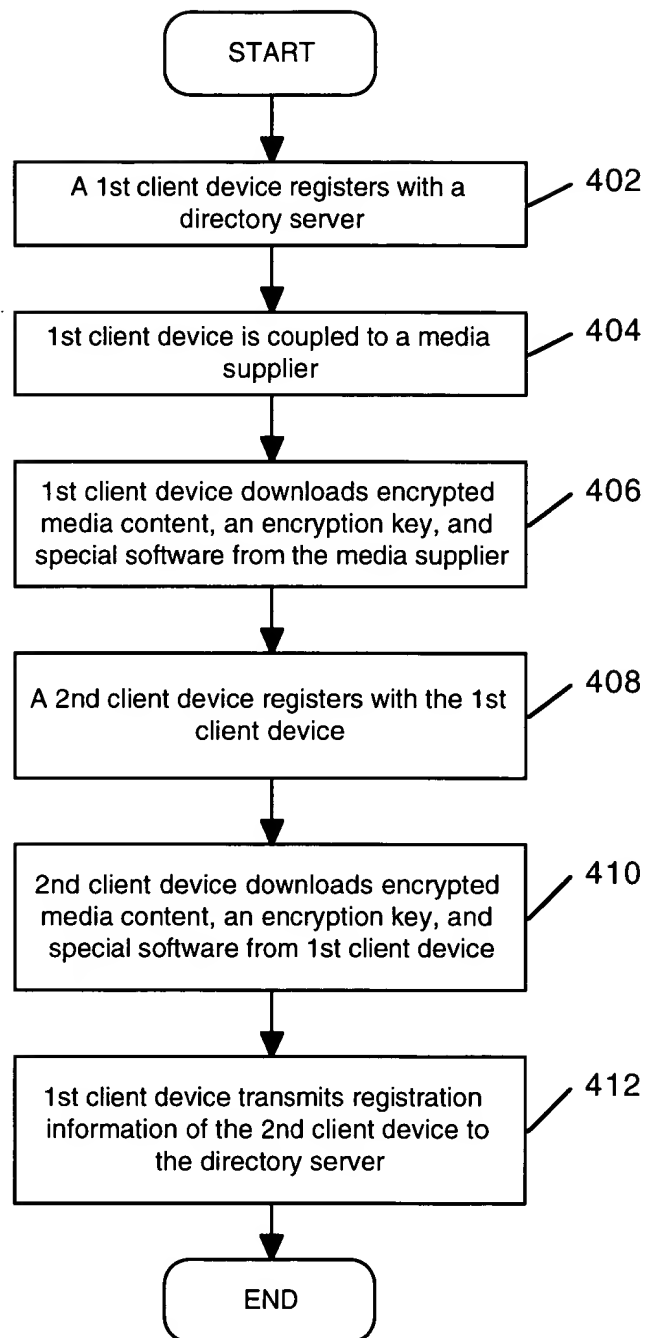 START
A 1st client device registers with a
directory server
402
1st client device is coupled to a media
supplier
404
1st client device downloads encrypted
media content, an encryption key, and
special software from the media supplier
406
A 2nd client device registers with the 1st
client device
408
2nd client device downloads encrypted
media content, an encryption key, and
special software from 1st client device
410
1st client device transmits registration
information of the 2nd client device to
the directory server
412
END